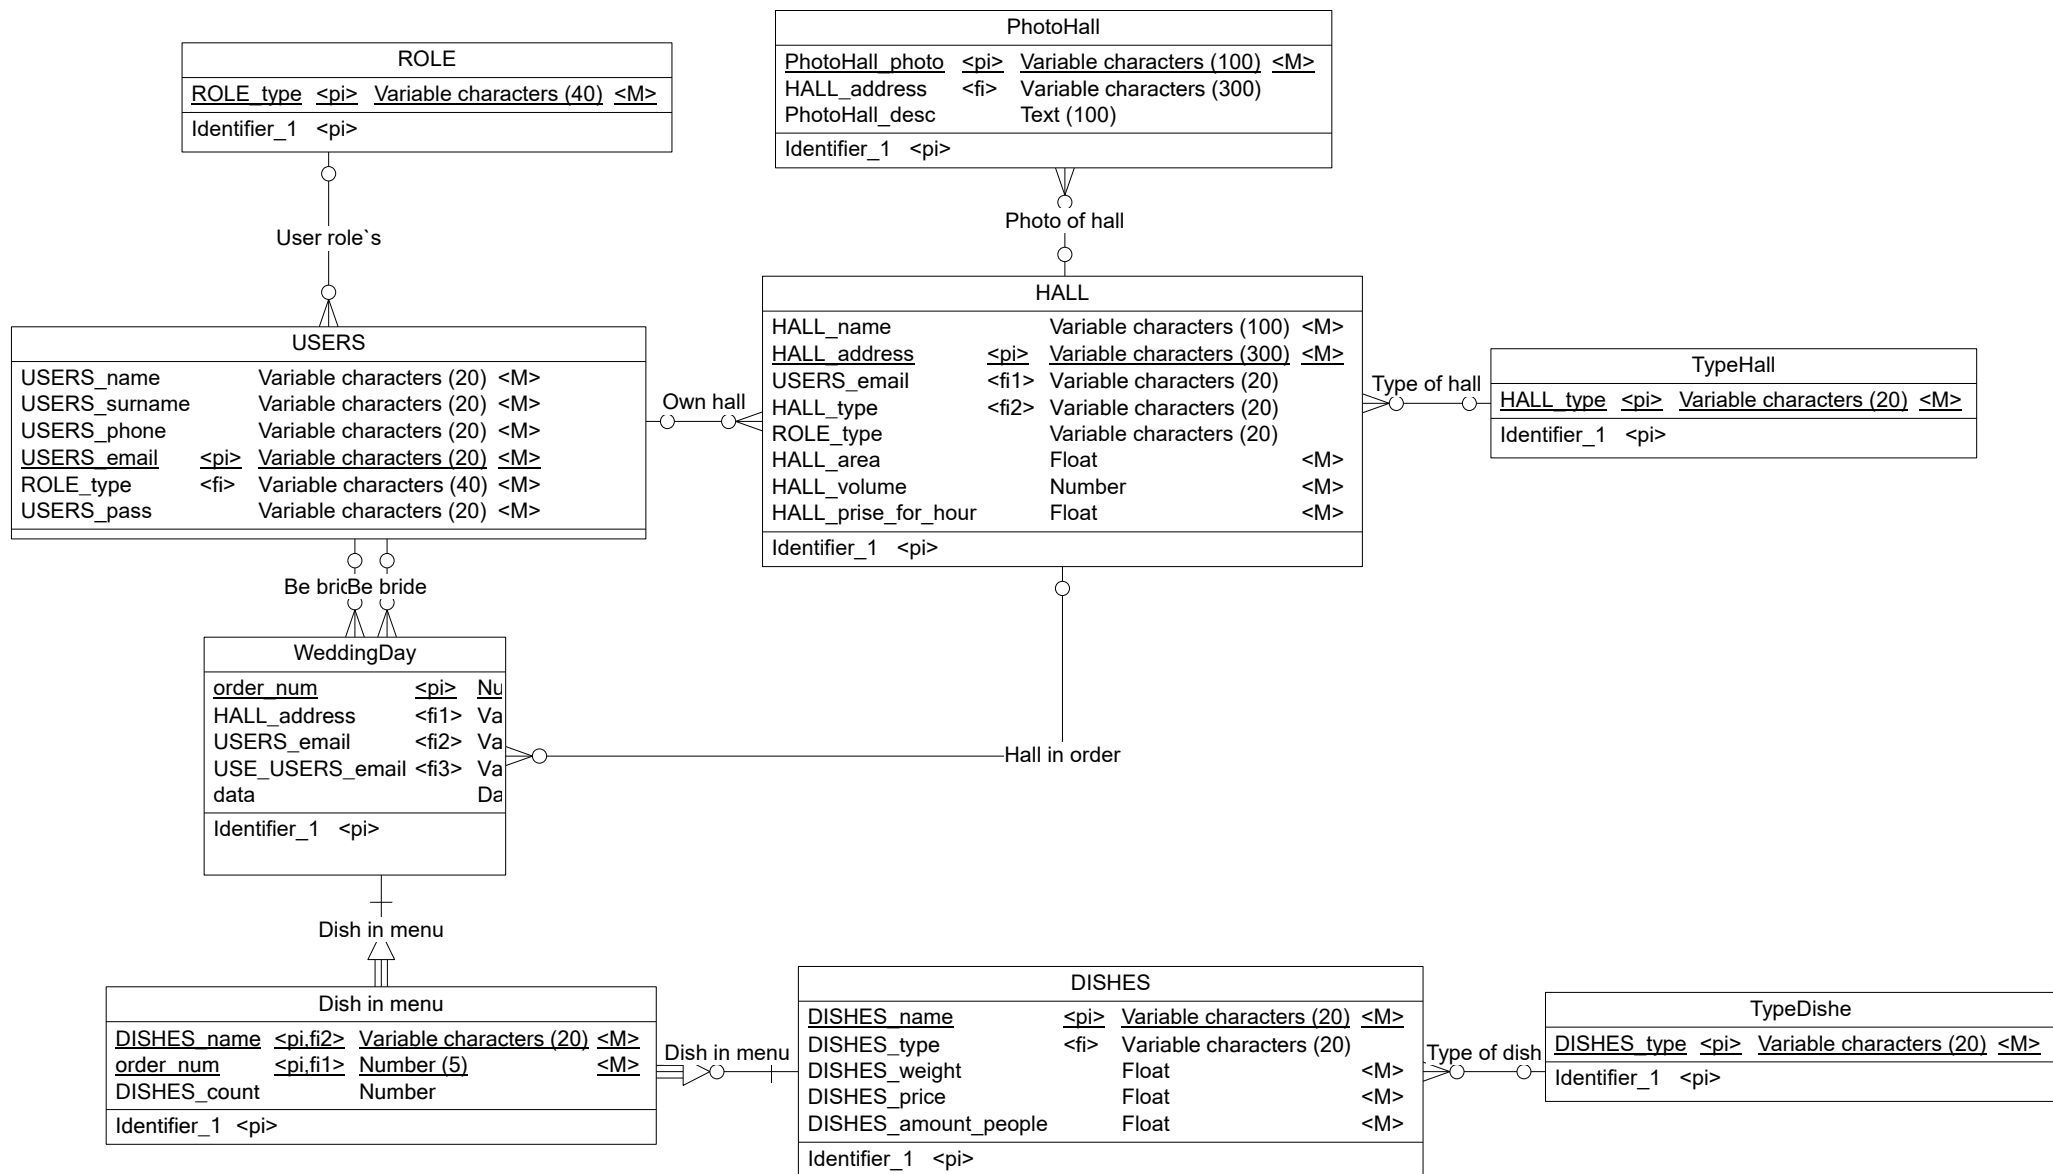 ROLE
ROLE_type <pi> Variable characters (40) <M>
Identifier_1 <pi>
PhotoHall
PhotoHall_photo <pi> Variable characters (100) <M>
HALL_address <fi> Variable characters (300)
PhotoHall_desc Text (100)
Identifier_1 <pi>
User role`s
Photo of hall
USERS
USERS_name Variable characters (20) <M>
USERS_surname Variable characters (20) <M>
USERS_phone Variable characters (20) <M>
USERS_email <pi> Variable characters (20) <M>
ROLE_type <fi> Variable characters (40) <M>
USERS_pass Variable characters (20) <M>
Own hall
HALL
HALL_name Variable characters (100) <M>
HALL_address <pi> Variable characters (300) <M>
USERS_email <fi1> Variable characters (20)
HALL_type <fi2> Variable characters (20)
ROLE_type Variable characters (20)
HALL_area Float <M>
HALL_volume Number <M>
HALL_prise_for_hour Float <M>
Identifier_1 <pi>
Type of hall
TypeHall
HALL_type <pi> Variable characters (20) <M>
Identifier_1 <pi>
Be bric
Be bride
WeddingDay
order_num <pi> Nu
HALL_address <fi1> Va
USERS_email <fi2> Va
USE_USERS_email <fi3> Va
data Da
Identifier_1 <pi>
Hall in order
Dish in menu
Dish in menu
DISHES_name <pi,fi2> Variable characters (20) <M>
order_num <pi,fi1> Number (5) <M>
DISHES_count Number
Identifier_1 <pi>
Dish in menu
DISHES
DISHES_name <pi> Variable characters (20) <M>
DISHES_type <fi> Variable characters (20)
DISHES_weight Float <M>
DISHES_price Float <M>
DISHES_amount_people Float <M>
Identifier_1 <pi>
Type of dish
TypeDishe
DISHES_type <pi> Variable characters (20) <M>
Identifier_1 <pi>